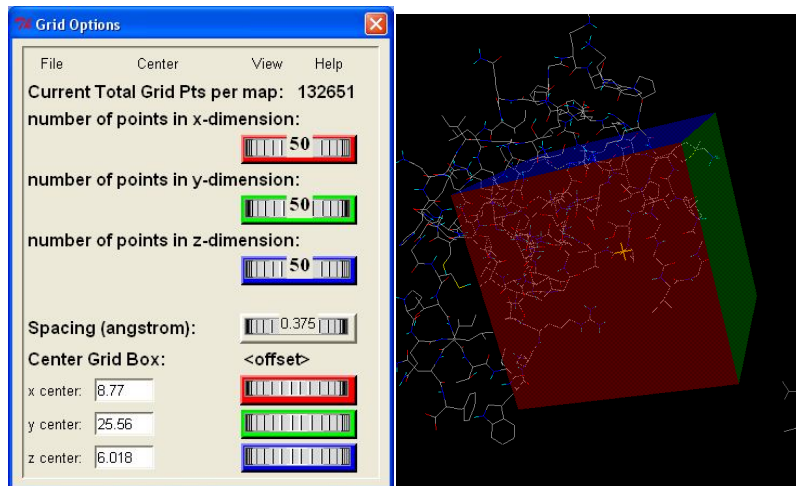 Grid Options
File Center View Help
Current Total Grid Pts per map: 132651
number of points in x-dimension:
50
number of points in y-dimension:
50
number of points in z-dimension:
50
Spacing (angstrom): 0.375
Center Grid Box: <offset>
x center: 8.77
y center: 25.56
z center: 6.018